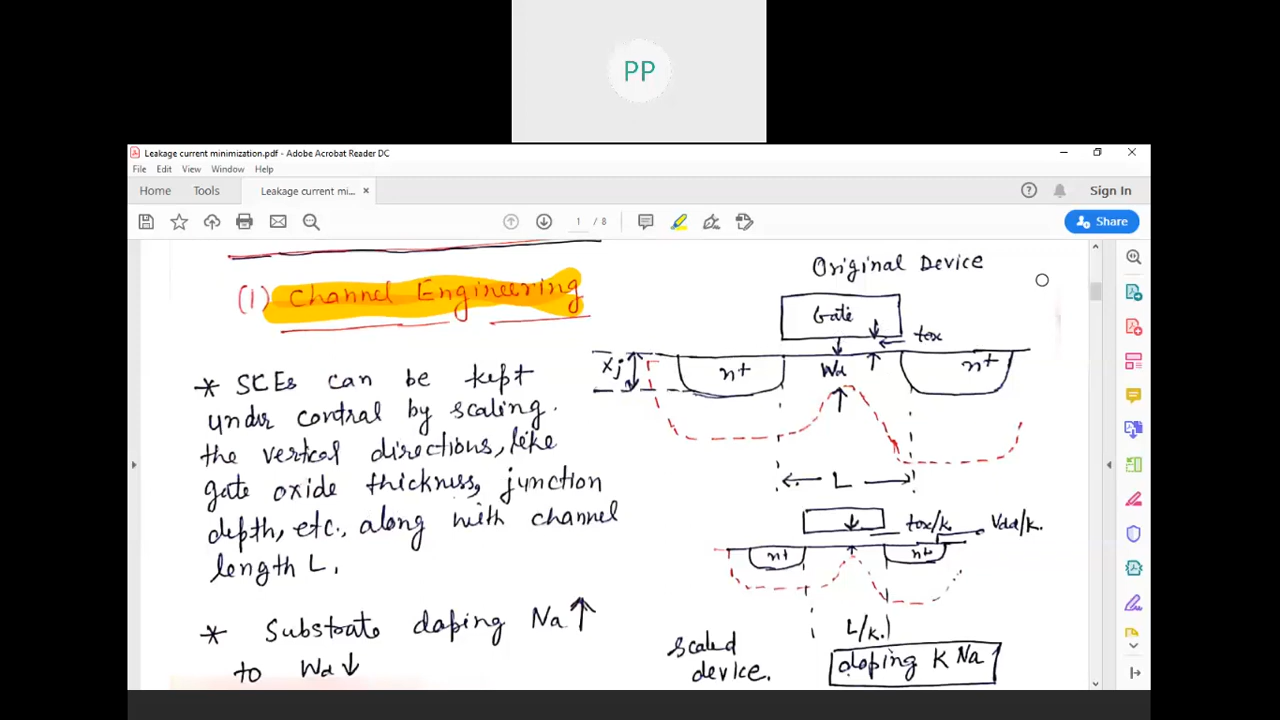 PP
Leakage current minimization.pdf - Adobe Acrobat Reader DC
File Edit View Window Help
Home Tools Leakage current mi... × Sign In
1 / 8 Share
(1) Channel Engineering
* SCEs can be kept
under control by scaling
the vertical directions, like
gate oxide thickness, junction
depth, etc., along with channel
length L.
* Substrate doping Na↑
to Wd↓
Original Device
Gate
tox
Xj
n+ Wd n+
L
tox/k Vdd/k.
n+ n+
L/k.
scaled
device.
doping K Na